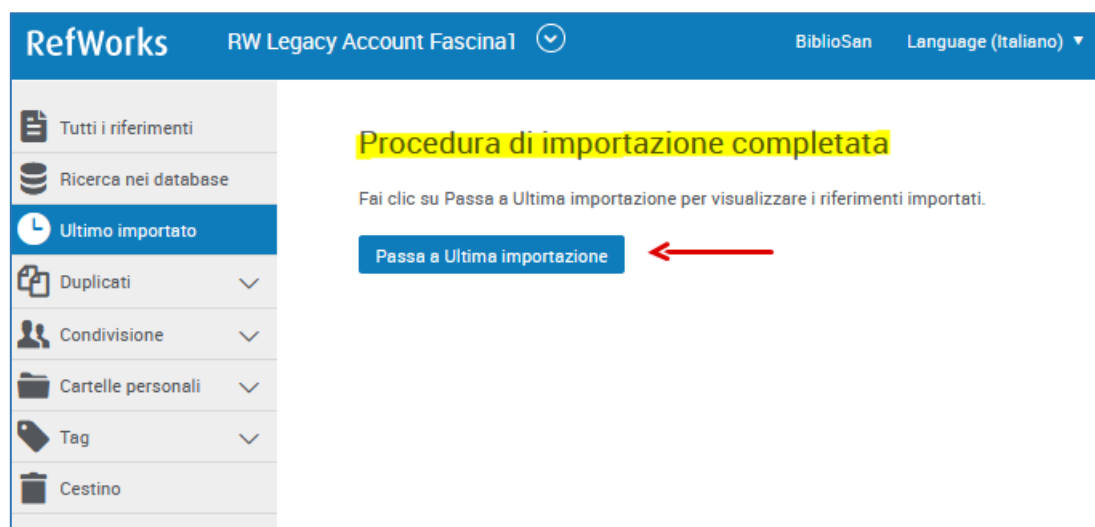 RefWorks RW Legacy Account Fascina1 BiblioSan Language (Italiano)
Tutti i riferimenti
Ricerca nei database
Ultimo importato
Duplicati
Condivisione
Cartelle personali
Tag
Cestino
Procedura di importazione completata
Fai clic su Passa a Ultima importazione per visualizzare i riferimenti importati.
Passa a Ultima importazione